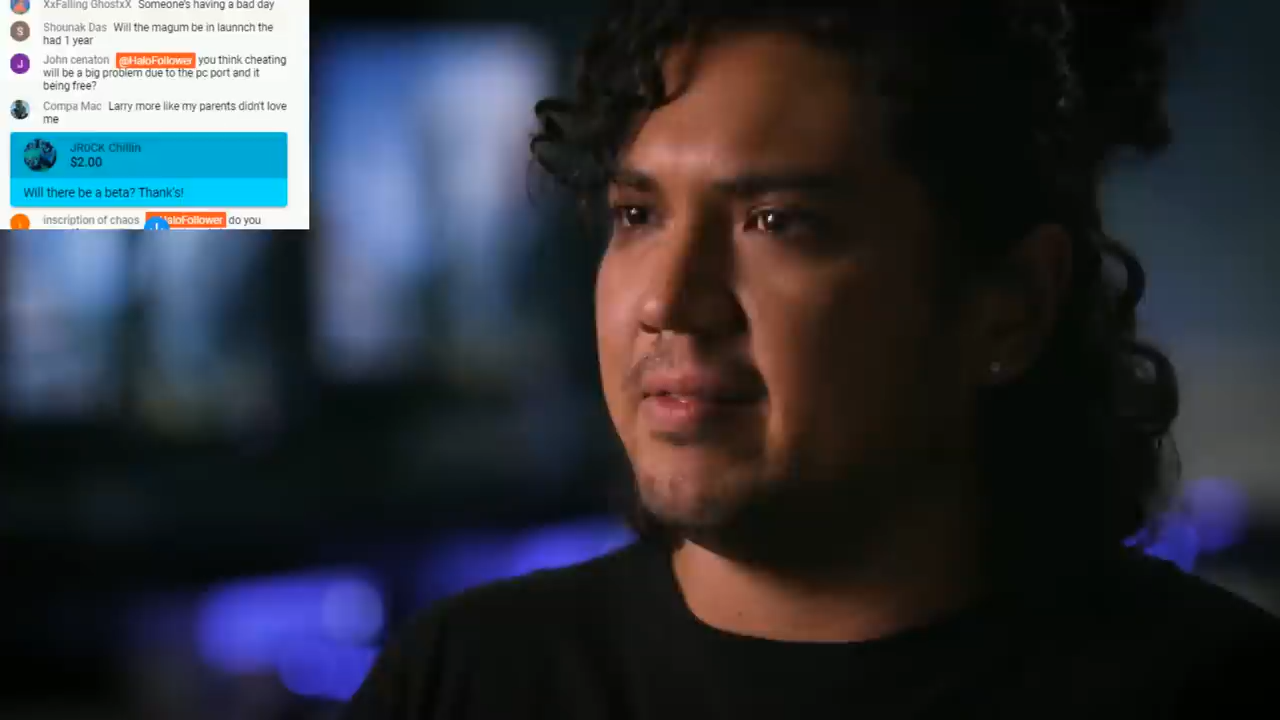 XxFalling GhostxX Someone's having a bad day
S
Shounak Das Will the magum be in launnch the
had 1 year
J
John cenaton @HaloFollower you think cheating
will be a big problem due to the pc port and it
being free?
Compa Mac Larry more like my parents didn't love
me
JR0CK Chillin
$2.00
Will there be a beta? Thank's!
inscription of chaos @HaloFollower do you